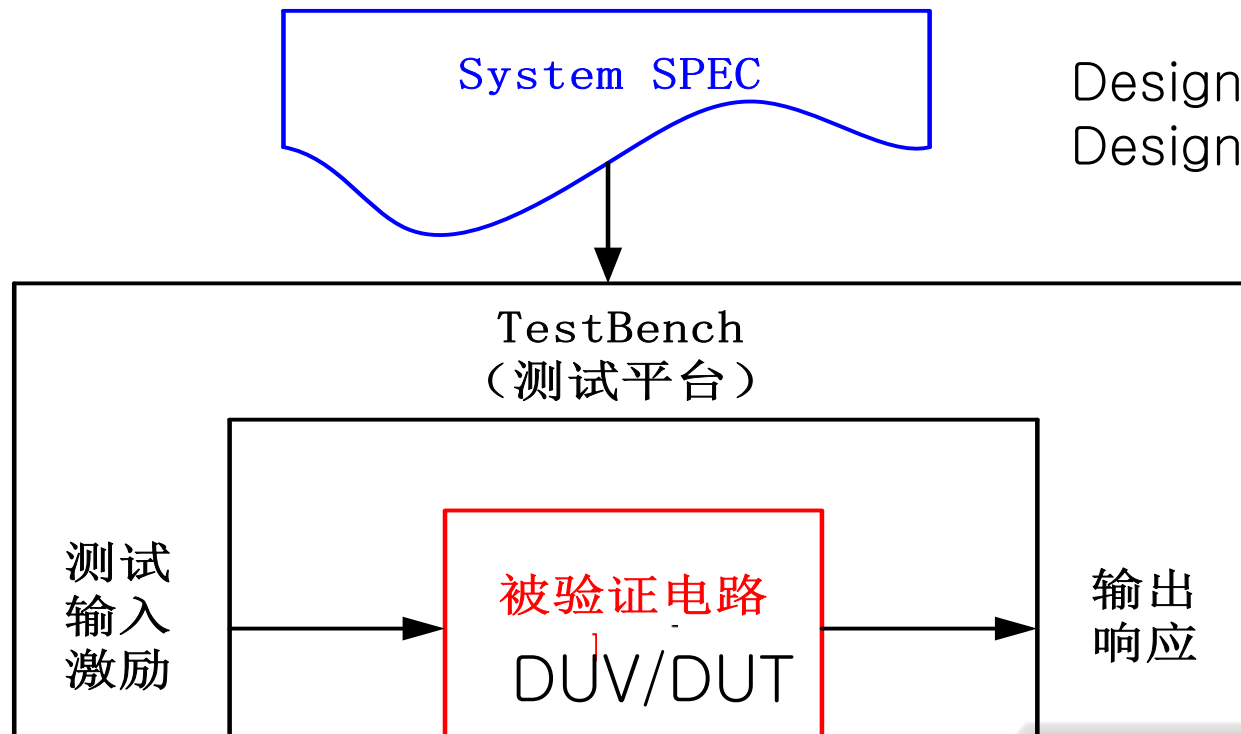 System SPEC
Design
Design
TestBench
（测试平台）
测试
输入
激励
被验证电路
DUV/DUT
输出
响应